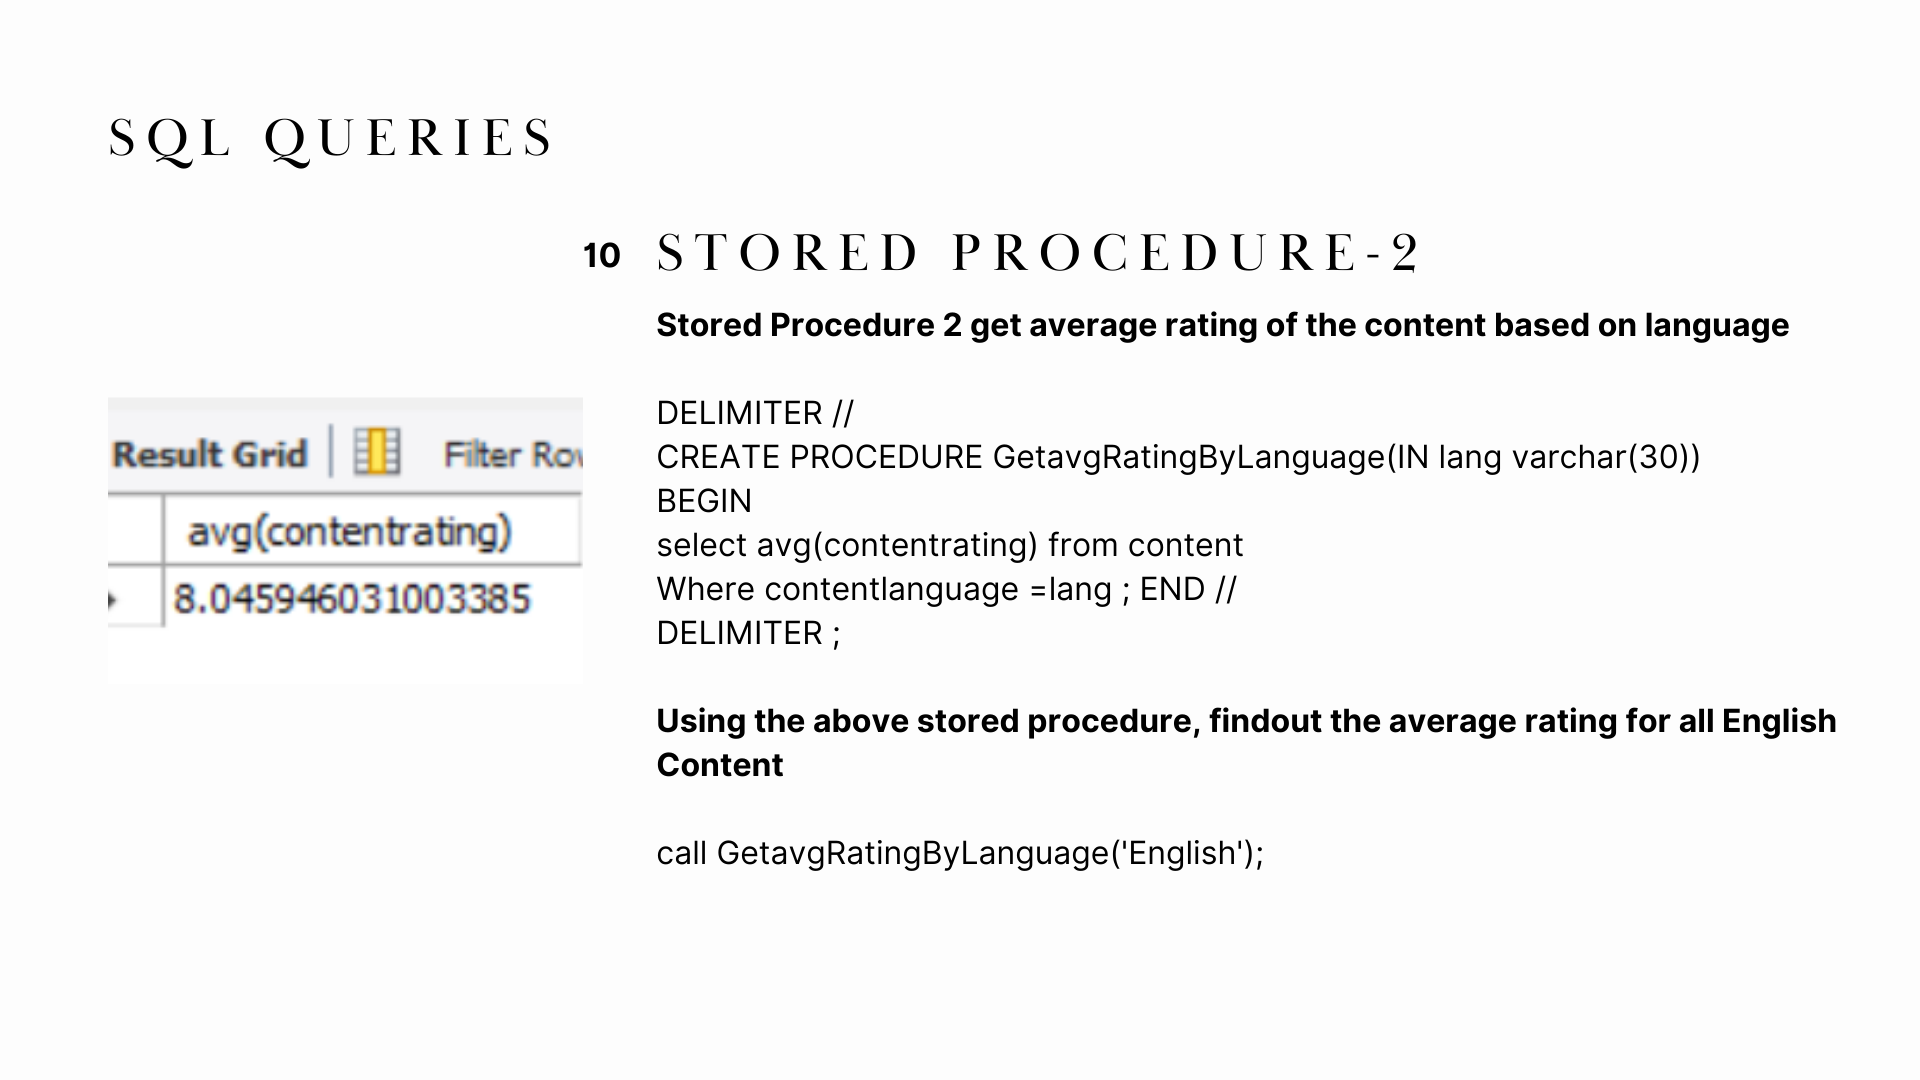 SQL QUERIES
10 STORED PROCEDURE-2
Stored Procedure 2 get average rating of the content based on language
DELIMITER //
CREATE PROCEDURE GetavgRatingByLanguage(IN lang varchar(30))
BEGIN
select avg(contentrating) from content
Where contentlanguage =lang ; END //
DELIMITER ;
Using the above stored procedure, findout the average rating for all English
Content
call GetavgRatingByLanguage('English');
Result Grid Filter Row
avg(contentrating)
8.045946031003385